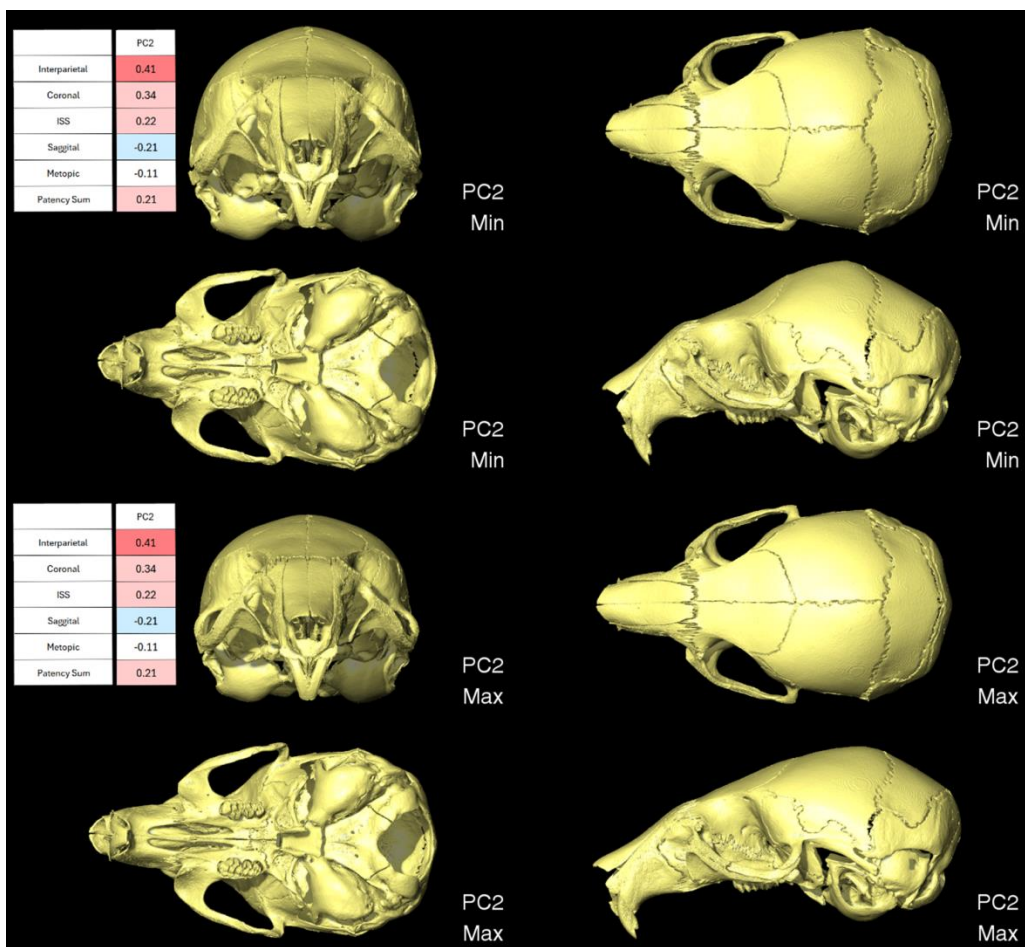 PC2
Interparietal 0.41
Coronal 0.34
ISS 0.22
Saggital -0.21
Metopic -0.11
Patency Sum 0.21
PC2
Min
PC2
Min
PC2
Min
PC2
Min
PC2
Interparietal 0.41
Coronal 0.34
ISS 0.22
Saggital -0.21
Metopic -0.11
Patency Sum 0.21
PC2
Max
PC2
Max
PC2
Max
PC2
Max